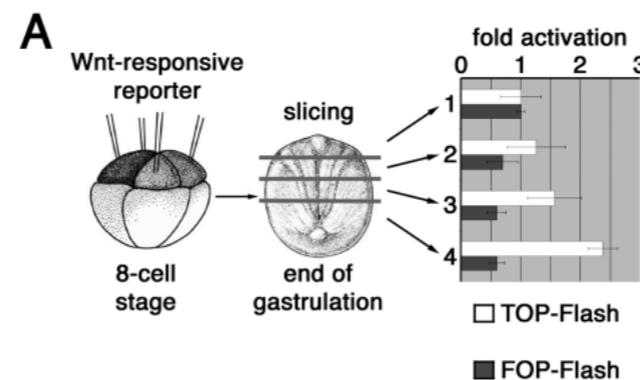 A
Wnt-responsive
reporter
8-cell
stage
slicing
end of
gastrulation
fold activation
0 1 2 3
1
2
3
4
TOP-Flash
FOP-Flash